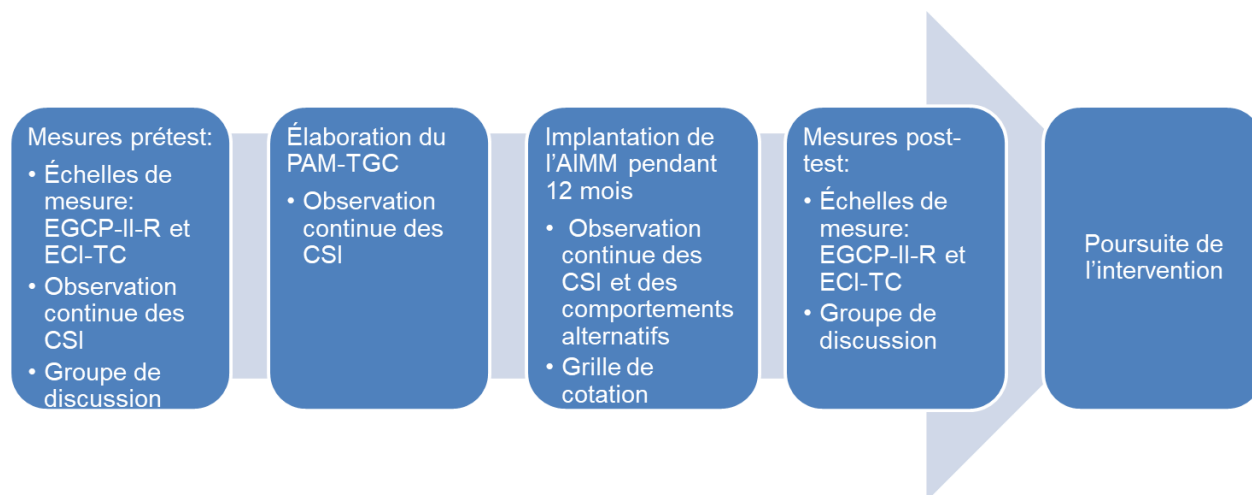 Mesures prétest:
• Échelles de
mesure:
EGCP-II-R et
ECI-TC
• Observation
continue des
CSI
• Groupe de
discussion
Élaboration du
PAM-TGC
• Observation
continue des
CSI
Implantation de
l'AIMM pendant
12 mois
• Observation
continue des
CSI et des
comportements
alternatifs
• Grille de
cotation
Mesures post-
test:
• Échelles de
mesure:
EGCP-II-R et
ECI-TC
• Groupe de
discussion
Poursuite de
l'intervention